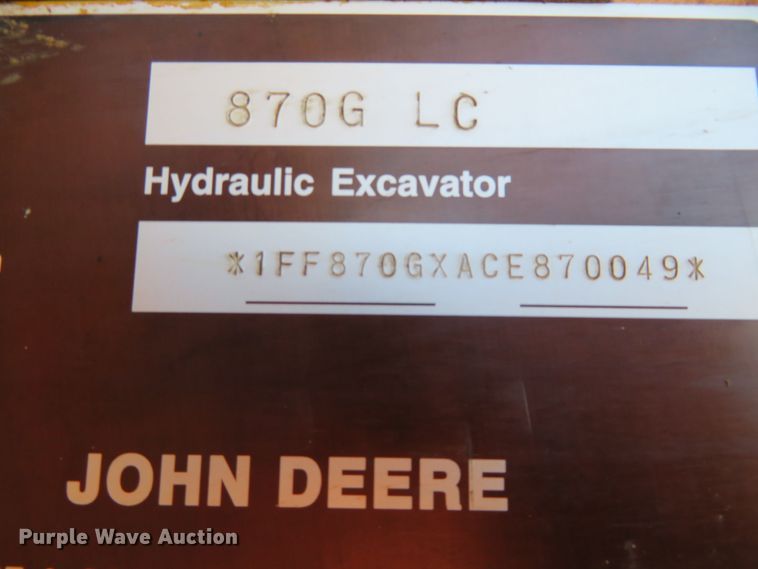 870G LC
Hydraulic Excavator
*1FF870GXACE870049*
JOHN DEERE
Purple Wave Auction